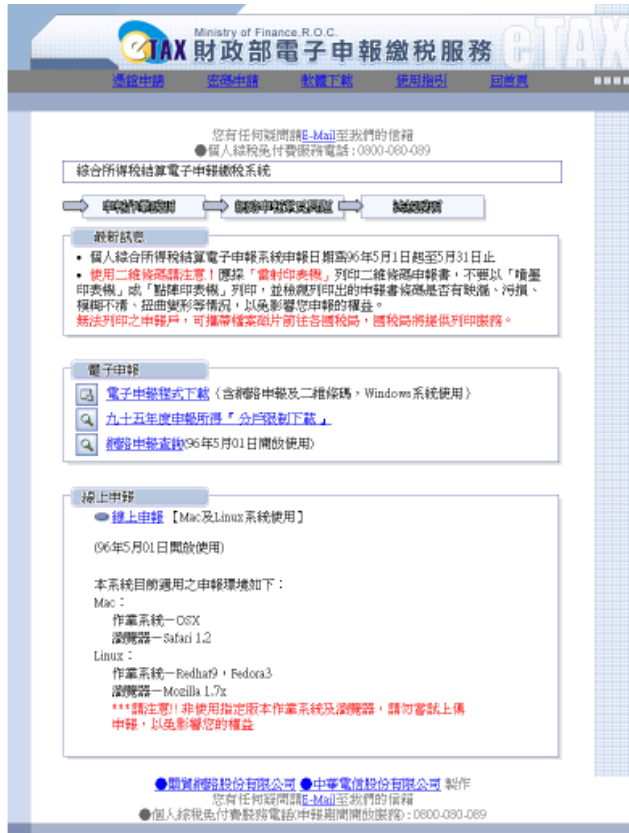 eTAX
Ministry of Finance,R.O.C.
財政部電子申報繳稅服務
eTAX
憑證申請 密碼申請 軟體下載 使用指引 回首頁
您有任何疑問請E-Mail至我們的信箱
●個人綜稅免付費服務電話:0800-080-089
綜合所得稅結算電子申報繳稅系統
申報作業說明
最新訊息
• 個人綜合所得稅結算電子申報系統申報日期為96年5月1日起至5月31日止
• 使用二維條碼請注意!應採「雷射印表機」列印二維條碼申報書,不要以「噴墨
印表機」或「點陣印表機」列印,並檢視列印出的申報書條碼是否有缺漏、污損、
模糊不清、扭曲變形等情況,以免影響您申報的權益。
無法列印之申報戶,可攜帶檔案磁片前往各國稅局,國稅局將提供列印服務。
電子申報
電子申報程式下載(含網路申報及二維條碼,Windows系統使用)
九十五年度申報所得「分戶限制下載」
網路申報查詢(96年5月01日開放使用)
線上申報
線上申報【Mac及Linux系統使用】
(96年5月01日開放使用)
本系統目前適用之申報環境如下:
Mac:
作業系統－OSX
瀏覽器－Safari 1.2
Linux:
作業系統－Redhat9,Fedora3
瀏覽器－Mozilla 1.7x
***請注意!! 非使用指定版本作業系統及瀏覽器,請勿嘗試上傳
申報,以免影響您的權益
●關貿網路股份有限公司 ●中華電信股份有限公司 製作
您有任何疑問請E-Mail至我們的信箱
●個人綜稅免付費服務電話(申報期間開放服務):0800-080-089